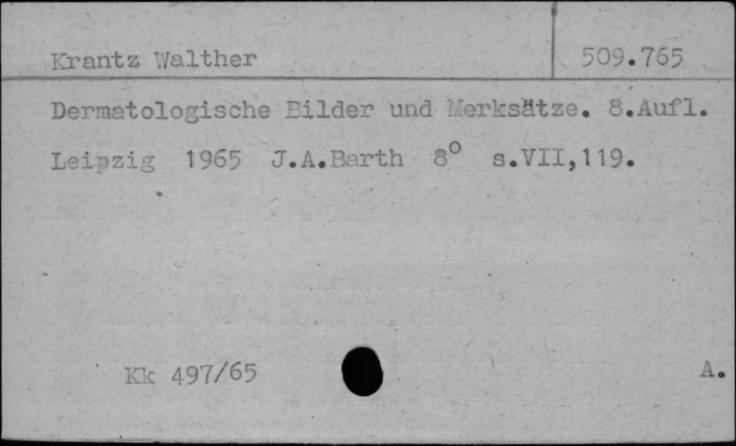 Krantz Walther 509.765
Dermatologische Bilder und Merksätze. 8.Aufl.
Leipzig 1965 J.A.Barth 8° s.VII,119.
Kk 497/65 A.